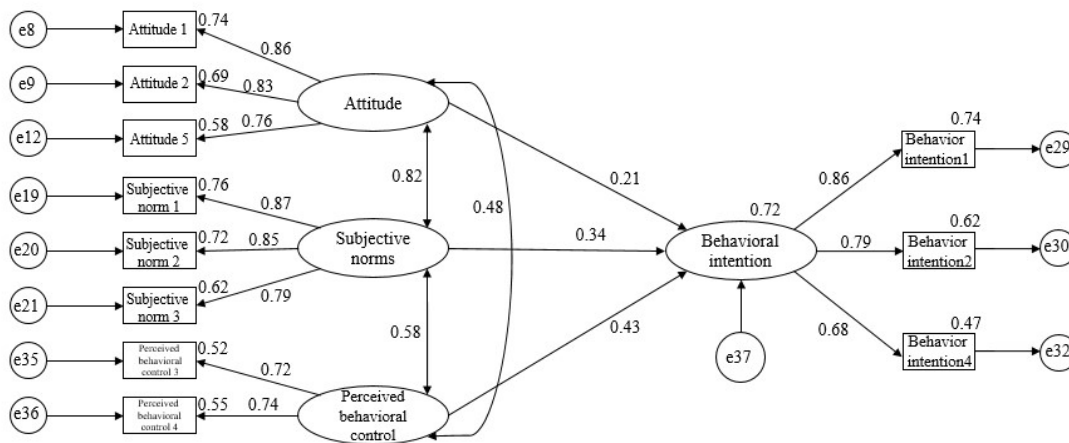 e8
Attitude 1
0.74
0.86
e9
Attitude 2
0.69
0.83
e12
Attitude 5
0.58
0.76
Attitude
e19
Subjective
norm 1
0.76
0.87
e20
Subjective
norm 2
0.72
0.85
e21
Subjective
norm 3
0.62
0.79
Subjective
norms
e35
Perceived
behavioral
control 3
0.52
0.72
e36
Perceived
behavioral
control 4
0.55
0.74
Perceived
behavioral
control
0.82
0.58
0.48
0.21
0.34
0.43
0.72
Behavioral
intention
e37
0.86
0.79
0.68
0.74
Behavior
intention1
e29
0.62
Behavior
intention2
e30
0.47
Behavior
intention4
e32